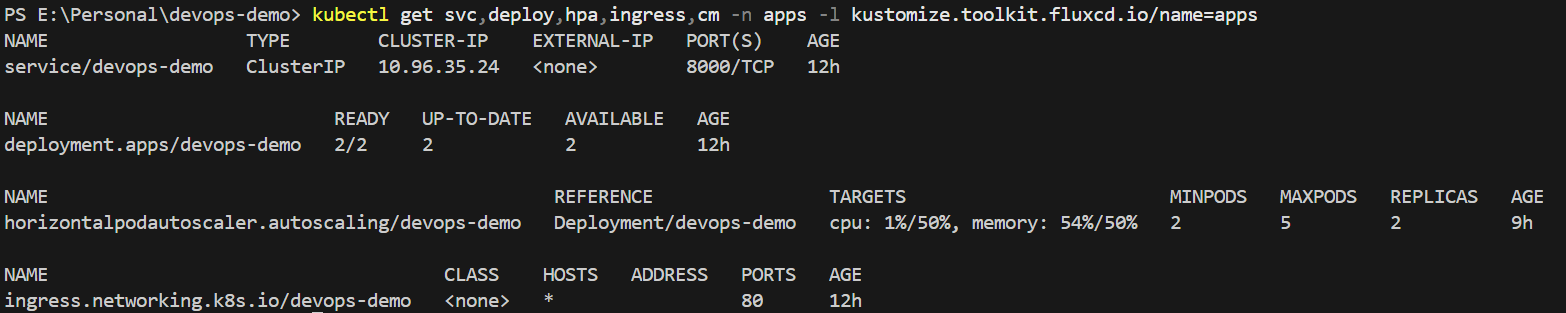 PS E:\Personal\devops-demo> kubectl get svc,deploy,hpa,ingress,cm -n apps -l kustomize.toolkit.fluxcd.io/name=apps
NAME TYPE CLUSTER-IP EXTERNAL-IP PORT(S) AGE
service/devops-demo ClusterIP 10.96.35.24 <none> 8000/TCP 12h
NAME READY UP-TO-DATE AVAILABLE AGE
deployment.apps/devops-demo 2/2 2 2 12h
NAME REFERENCE TARGETS MINPODS MAXPODS REPLICAS AGE
horizontalpodautoscaler.autoscaling/devops-demo Deployment/devops-demo cpu: 1%/50%, memory: 54%/50% 2 5 2 9h
NAME CLASS HOSTS ADDRESS PORTS AGE
ingress.networking.k8s.io/devops-demo <none> * 80 12h